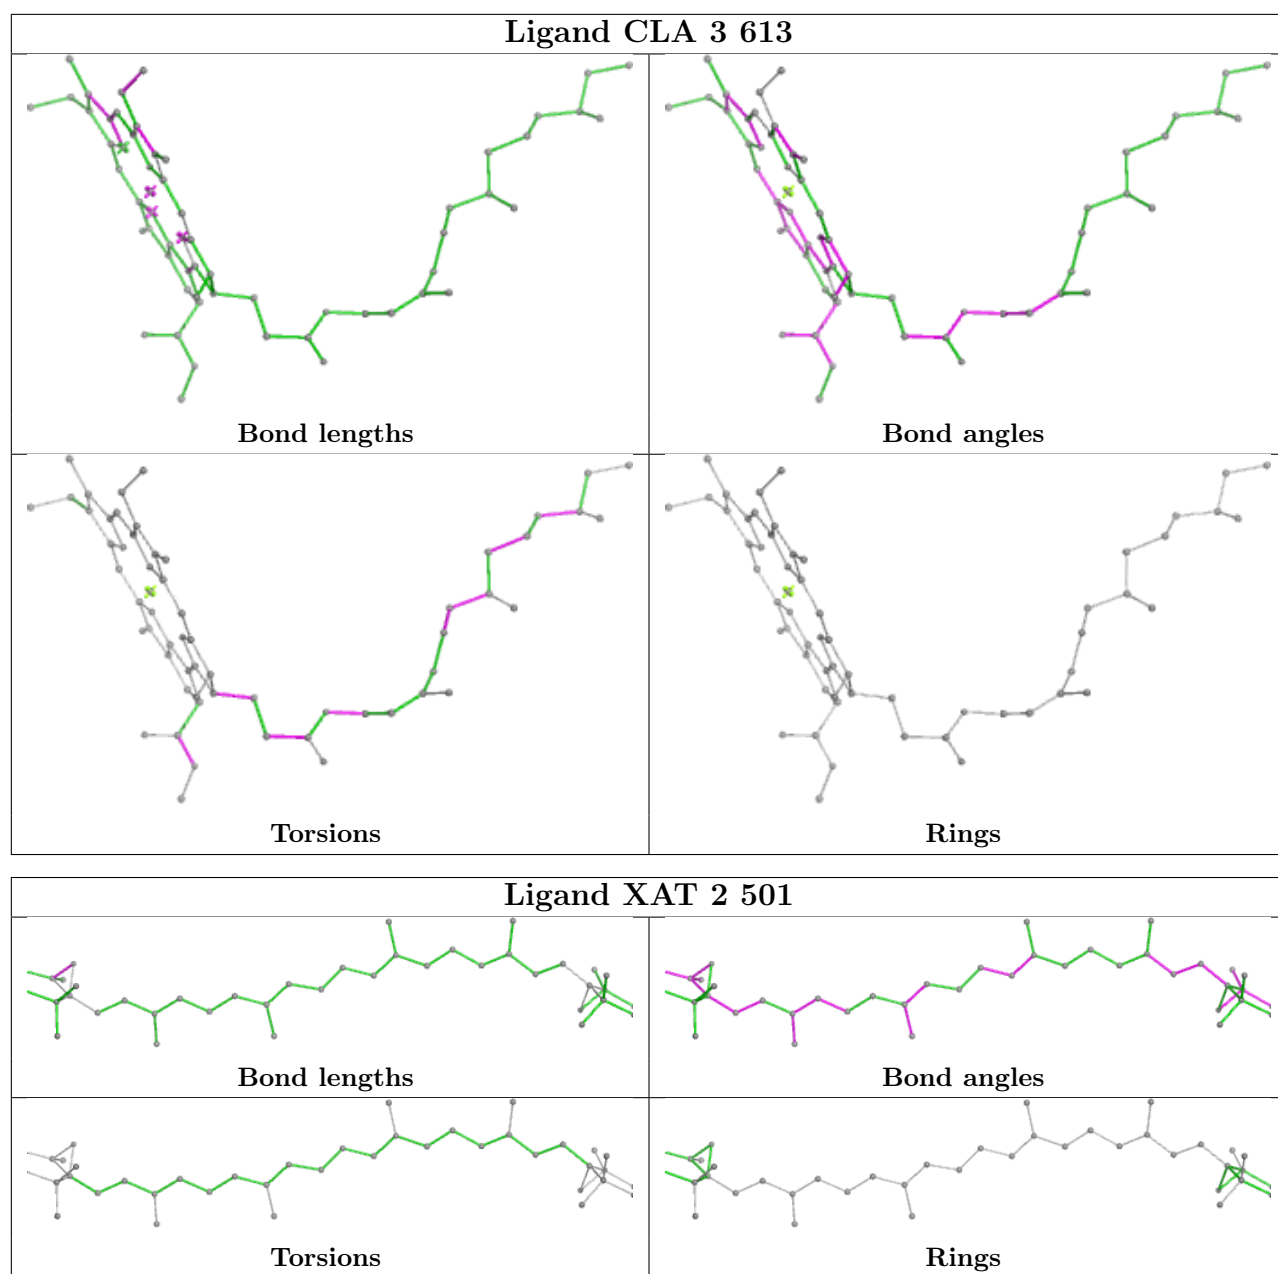 Ligand CLA 3 613
Bond lengths
Bond angles
Torsions
Rings
Ligand XAT 2 501
Bond lengths
Bond angles
Torsions
Rings